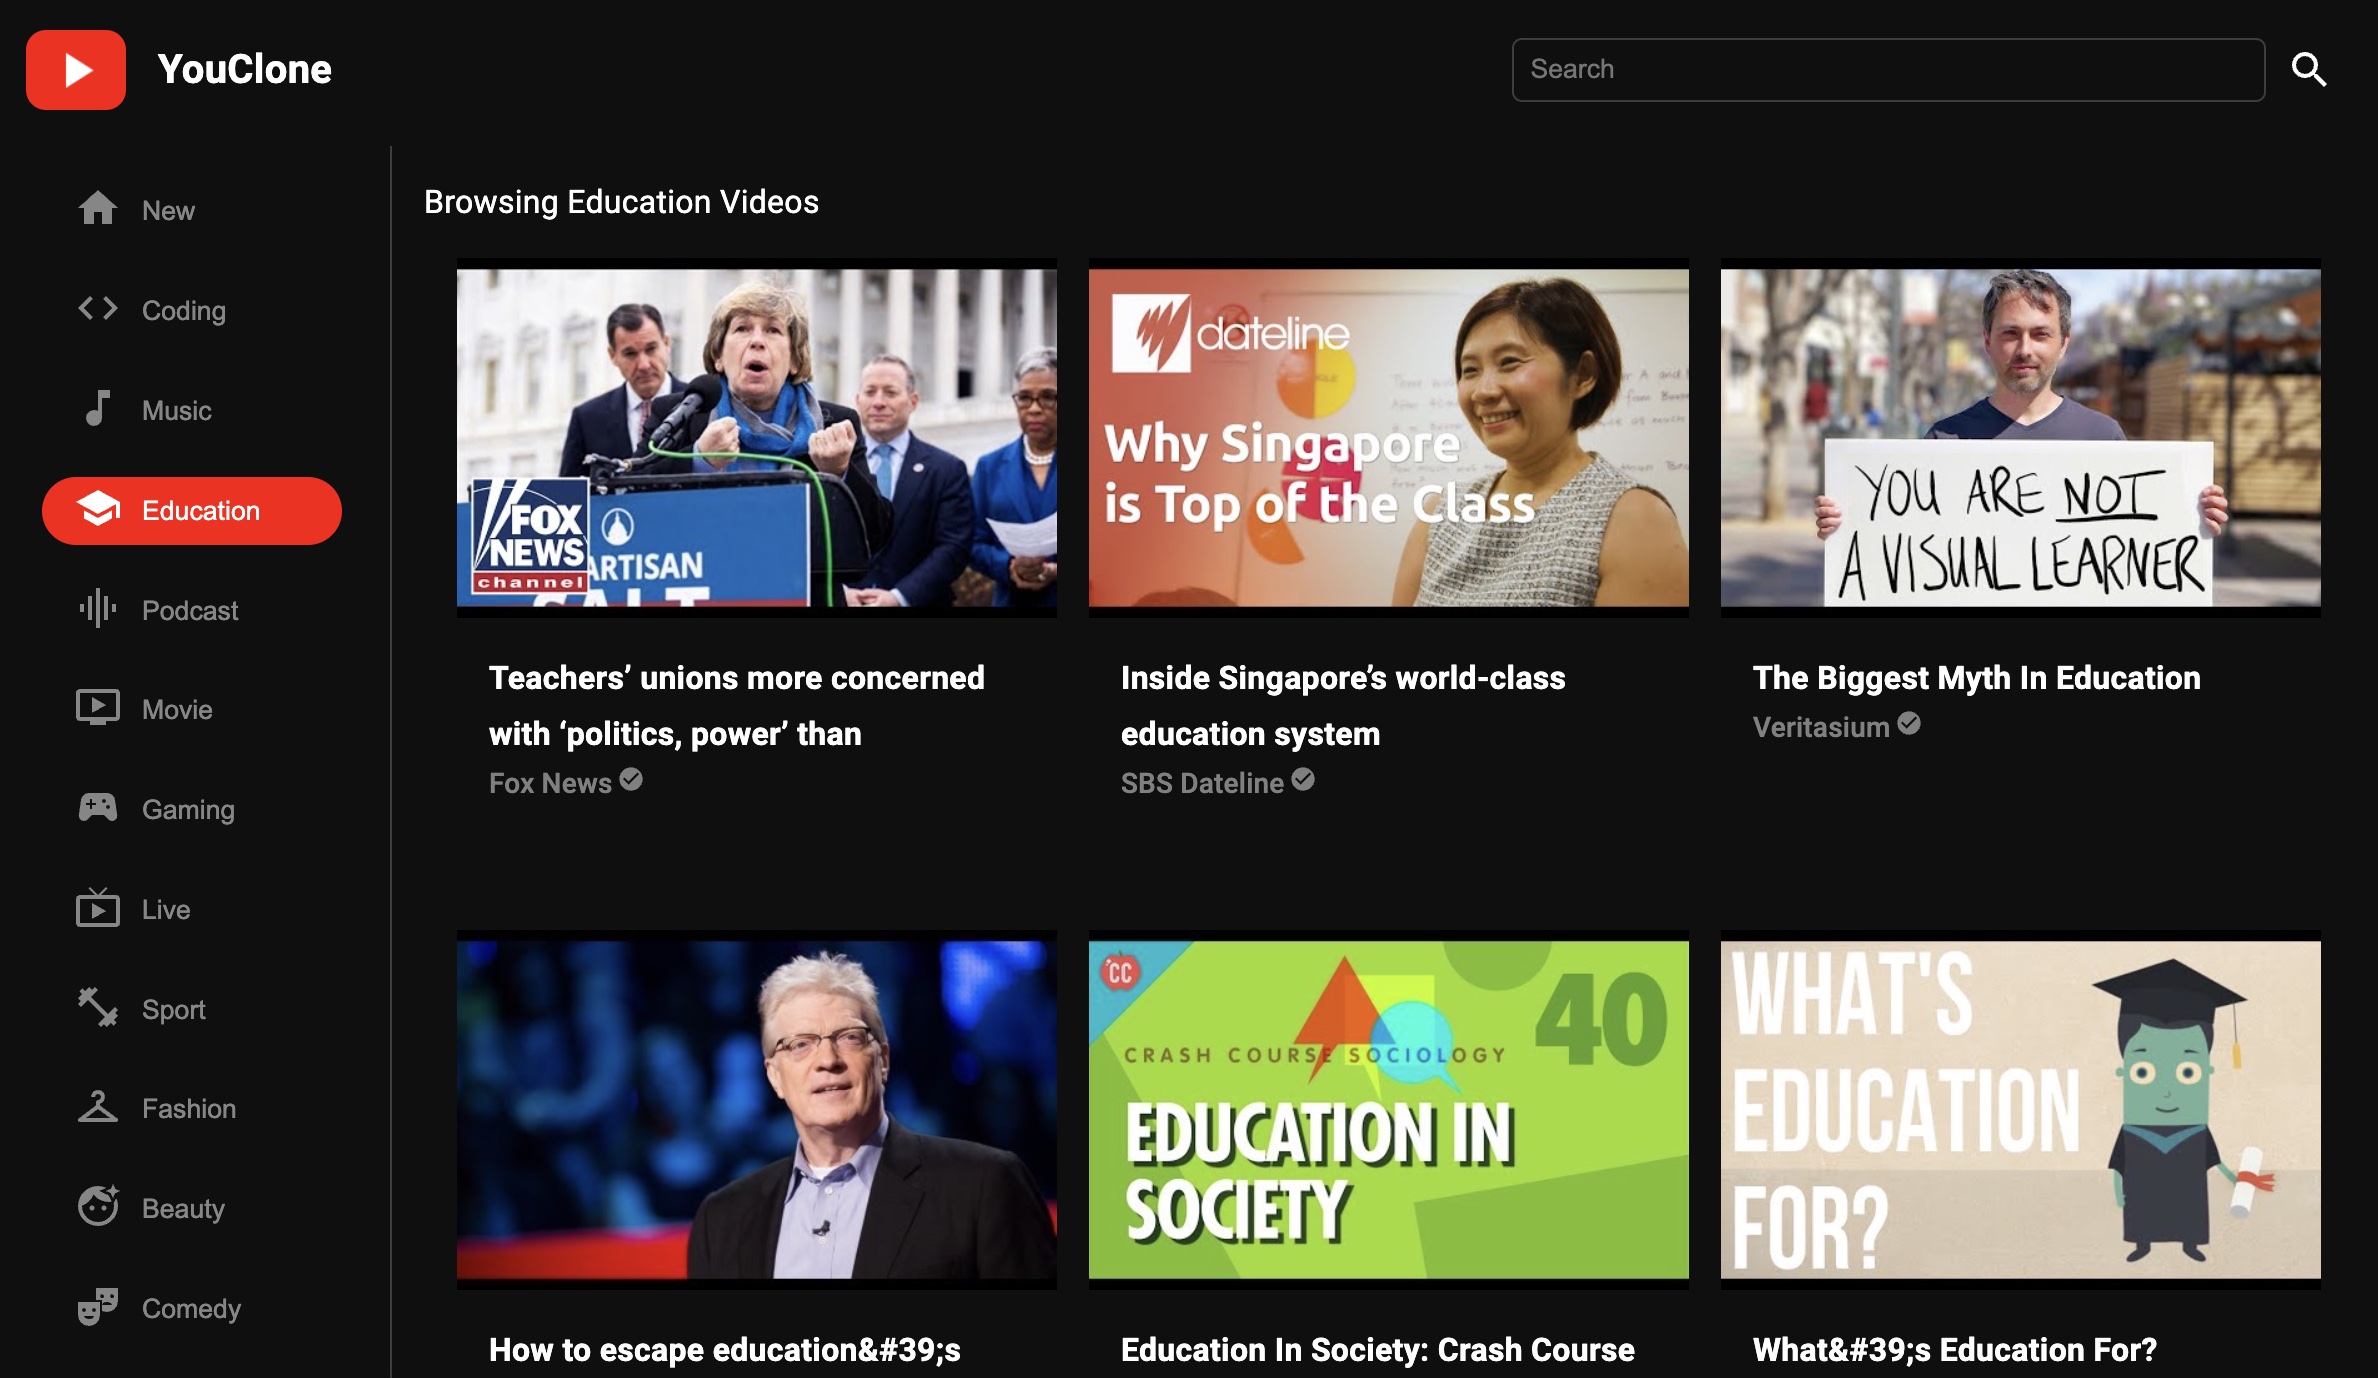 YouClone
Search
New
Coding
Music
Education
Podcast
Movie
Gaming
Live
Sport
Fashion
Beauty
Comedy
Browsing Education Videos
FOX
NEWS
channel
ARTISAN
SALT
Teachers’ unions more concerned
with ‘politics, power’ than
Fox News
dateline
Why Singapore
is Top of the Class
Inside Singapore’s world-class
education system
SBS Dateline
YOU ARE NOT
A VISUAL LEARNER
The Biggest Myth In Education
Veritasium
How to escape education&#39;s
CC
40
CRASH COURSE SOCIOLOGY
EDUCATION IN
SOCIETY
Education In Society: Crash Course
WHAT'S
EDUCATION
FOR?
What&#39;s Education For?